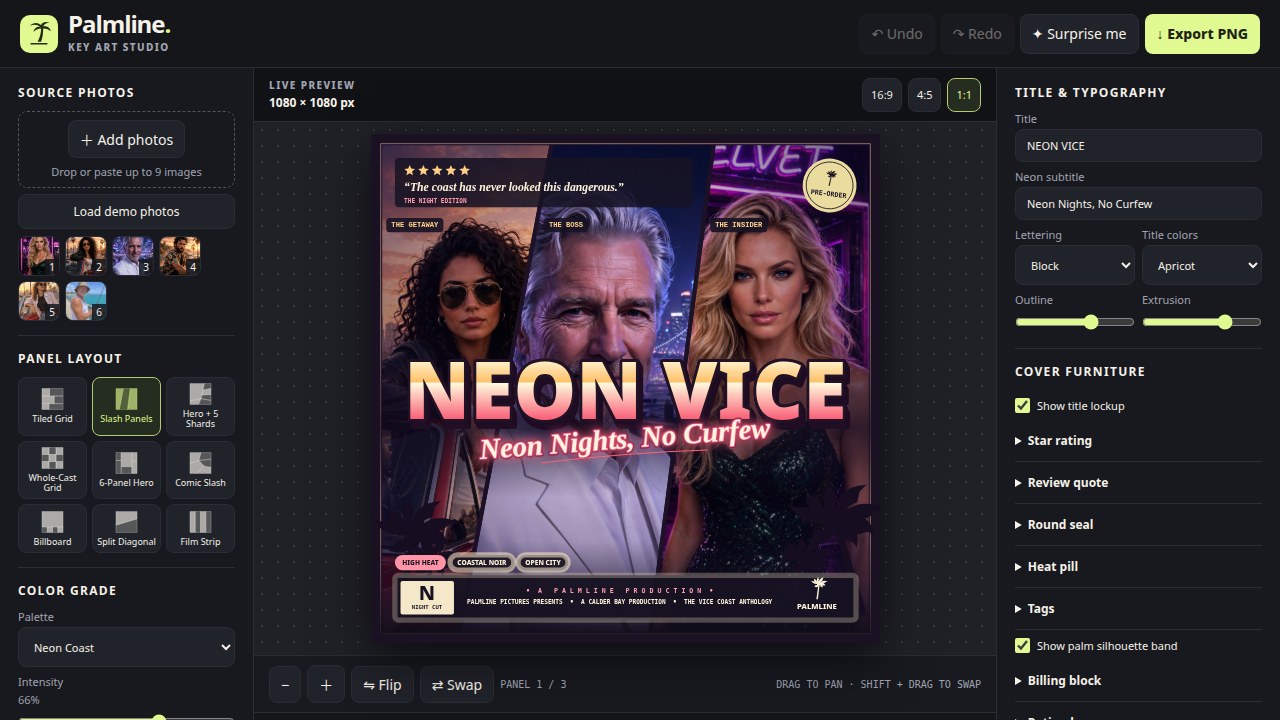 Palmline.
KEY ART STUDIO
↶ Undo
↷ Redo
✦ Surprise me
↓ Export PNG
SOURCE PHOTOS
+ Add photos
Drop or paste up to 9 images
Load demo photos
1
2
3
4
5
6
PANEL LAYOUT
Tiled Grid
Slash Panels
Hero + 5
Shards
Whole-Cast
Grid
6-Panel Hero
Comic Slash
Billboard
Split Diagonal
Film Strip
COLOR GRADE
Palette
Neon Coast
Intensity
66%
LIVE PREVIEW
1080 × 1080 px
16:9
4:5
1:1
“The coast has never looked this dangerous.”
THE NIGHT EDITION
PRE-ORDER
THE GETAWAY
THE BOSS
THE INSIDER
NEON VICE
Neon Nights, No Curfew
HIGH HEAT
COASTAL NOIR
OPEN CITY
N
NIGHT CUT
• A PALMLINE PRODUCTION •
PALMLINE PICTURES PRESENTS • A CALDER BAY PRODUCTION • THE VICE COAST ANTHOLOGY
PALMLINE
−
+
⇋ Flip
⇄ Swap
PANEL 1 / 3
DRAG TO PAN · SHIFT + DRAG TO SWAP
TITLE & TYPOGRAPHY
Title
NEON VICE
Neon subtitle
Neon Nights, No Curfew
Lettering
Title colors
Block
Apricot
Outline
Extrusion
COVER FURNITURE
Show title lockup
Star rating
Review quote
Round seal
Heat pill
Tags
Show palm silhouette band
Billing block